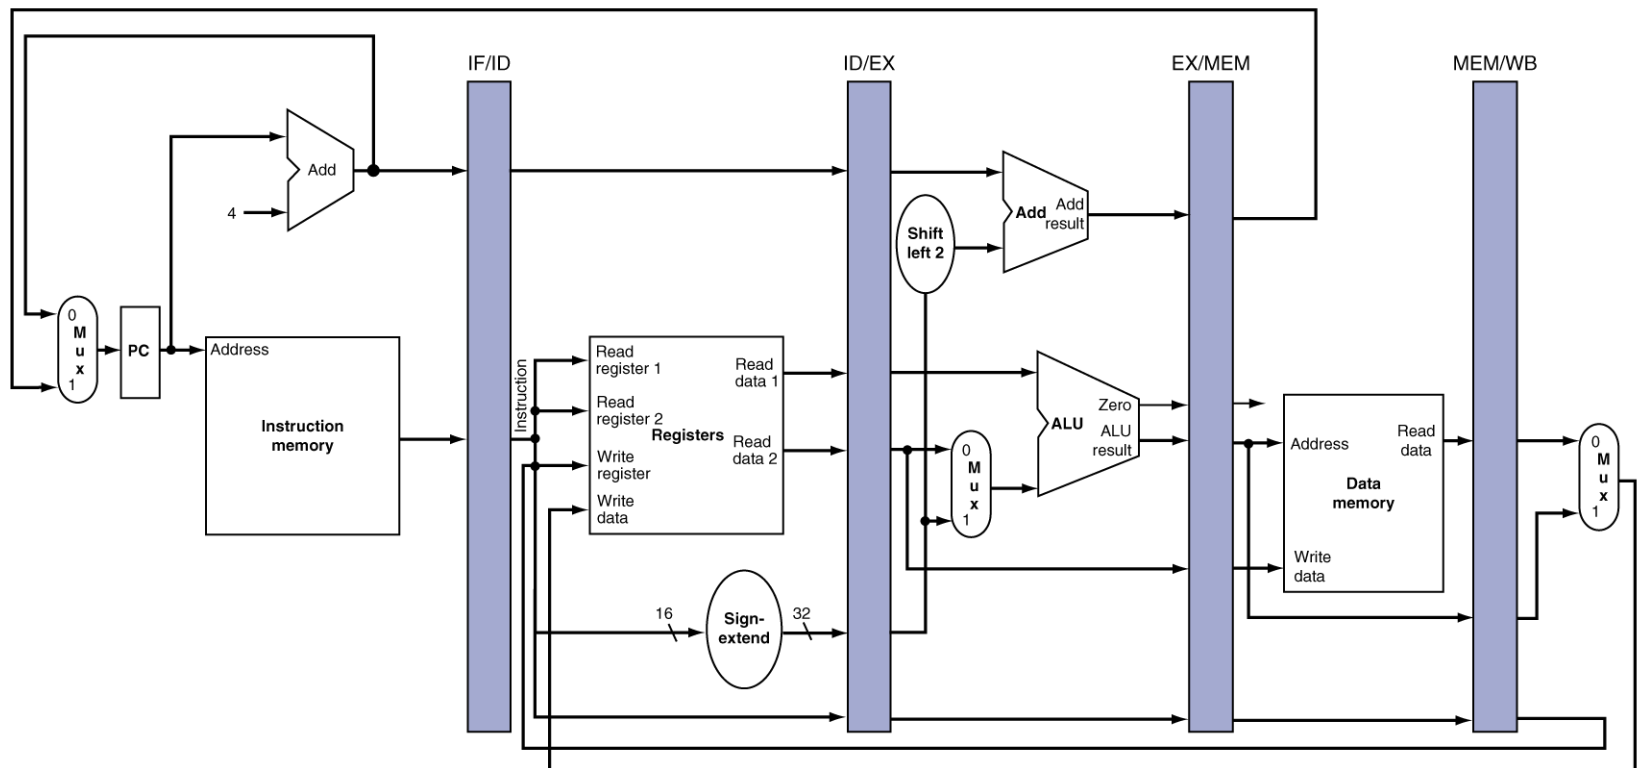 IF/ID
ID/EX
EX/MEM
MEM/WB
Add
4
0
M
u
x
1
PC
Address
Instruction
memory
Instruction
Read
register 1
Read
register 2
Write
register
Write
data
Registers
Read
data 1
Read
data 2
16
Sign-
extend
32
Shift
left 2
Add
Add
result
0
M
u
x
1
ALU
Zero
ALU
result
Address
Read
data
Data
memory
Write
data
0
M
u
x
1